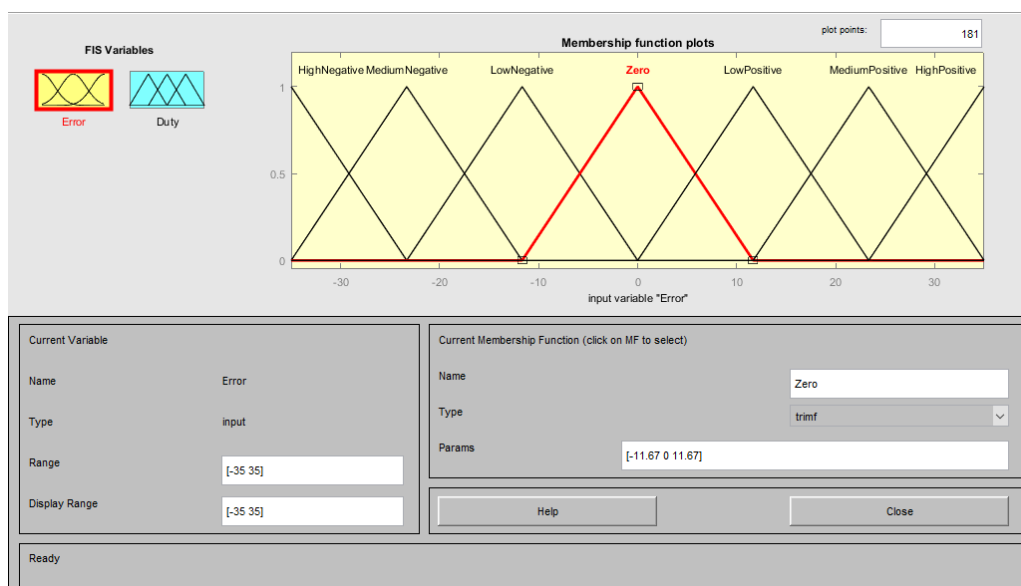 plot points:
181
FIS Variables
Membership function plots
HighNegative MediumNegative LowNegative Zero LowPositive MediumPositive HighPositive
1
0.5
0
Error
Duty
-30 -20 -10 0 10 20 30
input variable "Error"
Current Variable
Name Error
Type input
Range [-35 35]
Display Range [-35 35]
Current Membership Function (click on MF to select)
Name Zero
Type trimf
Params [-11.67 0 11.67]
Help Close
Ready